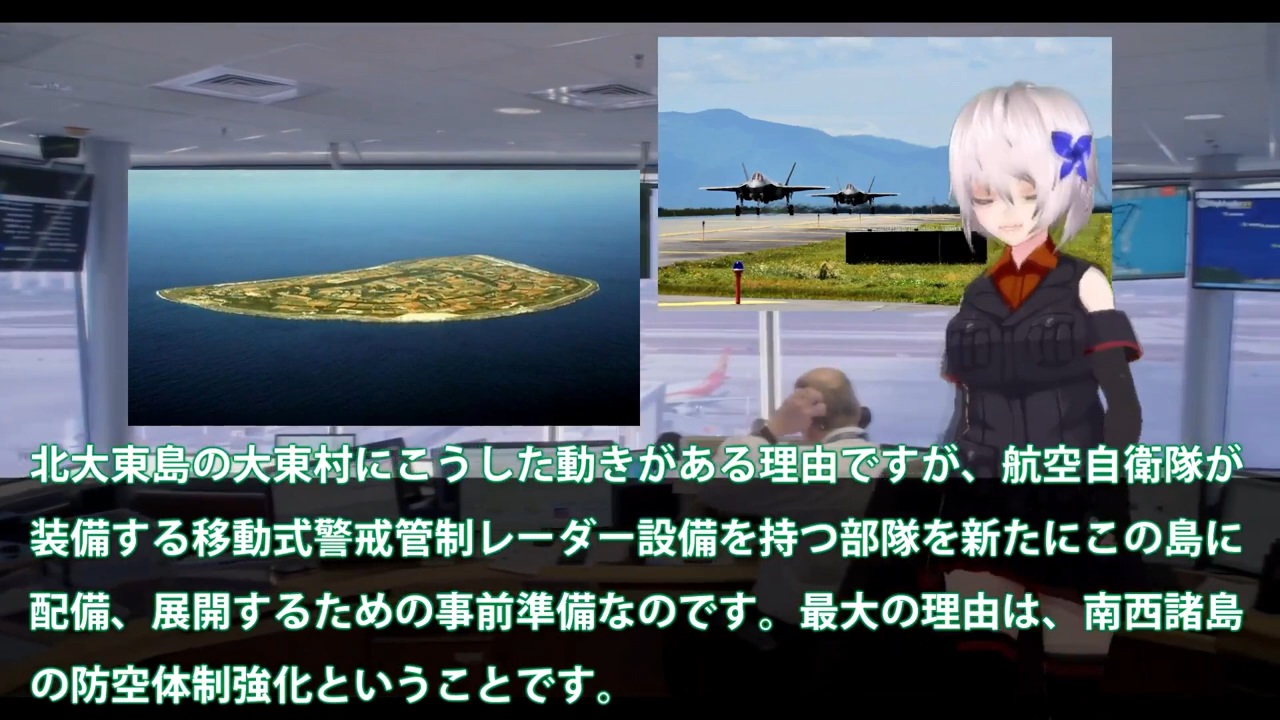 北大東島の大東村にこうした動きがある理由ですが、航空自衛隊が
装備する移動式警戒管制レーダー設備を持つ部隊を新たにこの島に
配備、展開するための事前準備なのです。最大の理由は、南西諸島
の防空体制強化ということです。